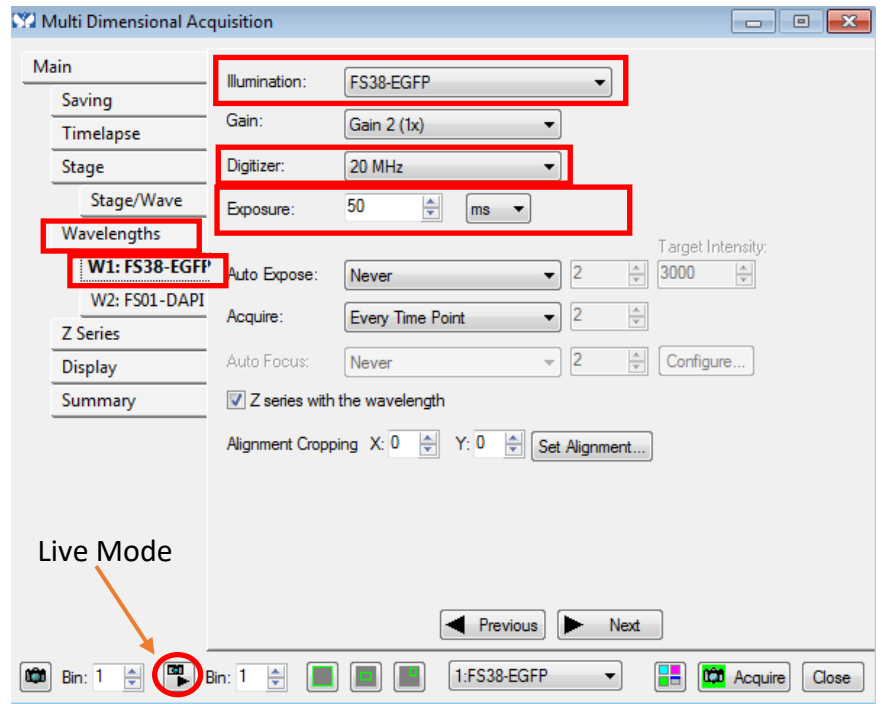 Multi Dimensional Acquisition
Main
Saving
Timelapse
Stage
Stage/Wave
Wavelengths
W1: FS38-EGFP
W2: FS01-DAPI
Z Series
Display
Summary
Illumination: FS38-EGFP
Gain: Gain 2 (1x)
Digitizer: 20 MHz
Exposure: 50 ms
Target Intensity:
Auto Expose: Never 2 3000
Acquire: Every Time Point 2
Auto Focus: Never 2 Configure...
Z series with the wavelength
Alignment Cropping X: 0 Y: 0 Set Alignment...
Live Mode
Previous Next
Bin: 1 Bin: 1 1:FS38-EGFP Acquire Close